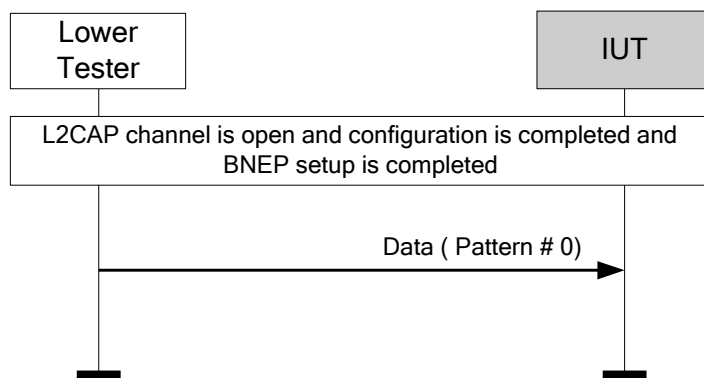 Lower
Tester
IUT
L2CAP channel is open and configuration is completed and
BNEP setup is completed
Data ( Pattern # 0)